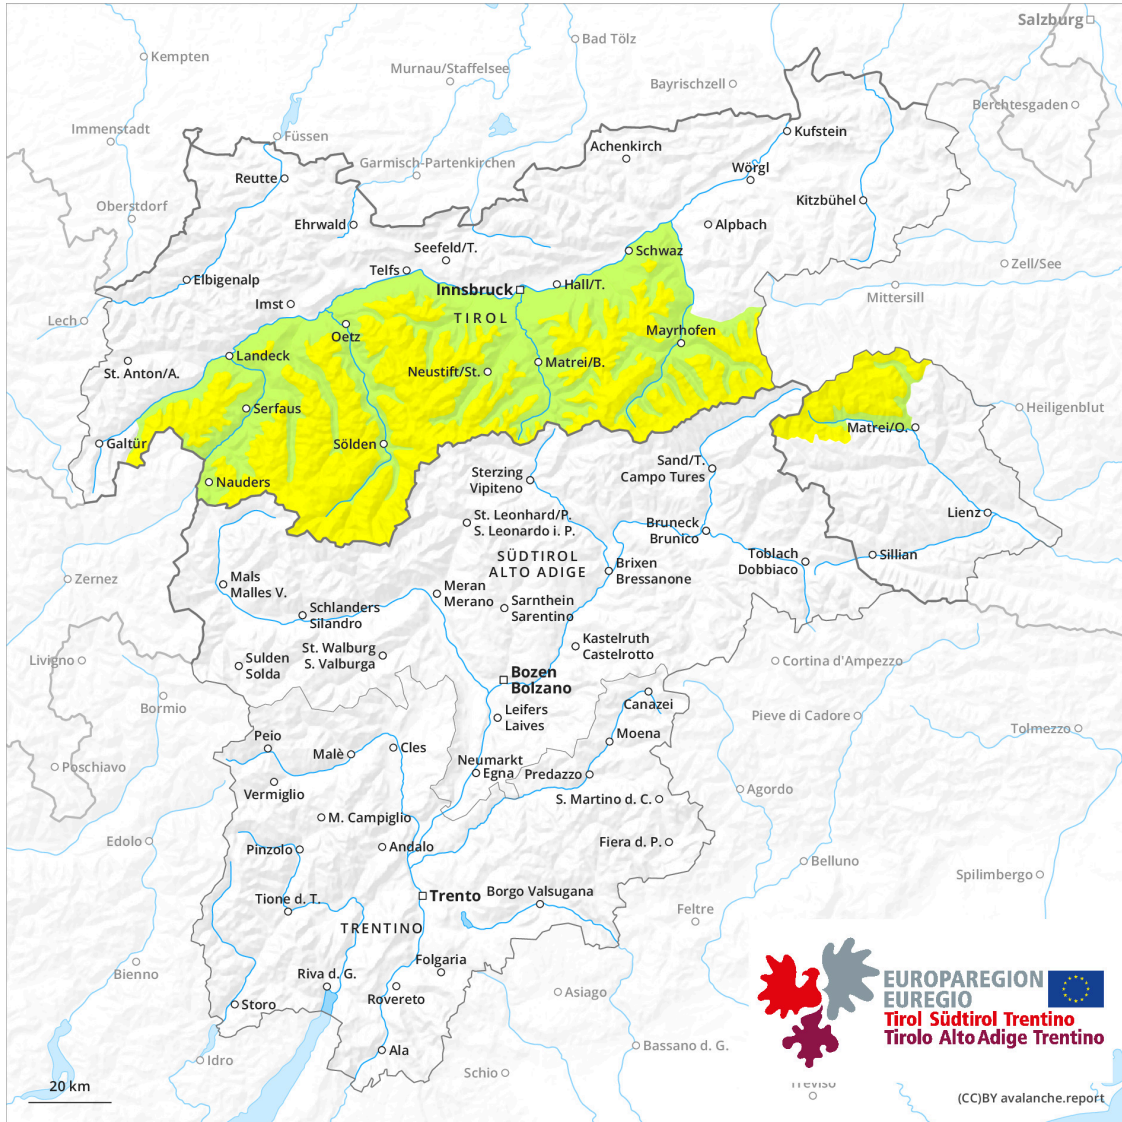 Salzburg
Bad Tölz
Kempten
Murnau/Staffelsee
Bayrischzell
Berchtesgaden
Immenstadt
Füssen
Kufstein
Achenkirch
Garmisch-Partenkirchen
Wörgl
Reutte
Kitzbühel
Oberstdorf
Ehrwald
Alpbach
Seefeld/T.
Schwaz
Zell/See
Telfs
Elbigenalp
Hall/T.
Innsbruck
Mittersill
Imst
TIROL
Lech
Mayrhofen
Oetz
Landeck
Matrei/B.
St. Anton/A.
Neustift/St.
Serfaus
Heiligenblut
Matrei/O.
Galtür
Sölden
Sand/T.
Campo Tures
Sterzing
Vipiteno
Nauders
Lienz
St. Leonhard/P.
S. Leonardo i. P.
Bruneck
Brunico
SÜDTIROL
ALTO ADIGE
Toblach
Dobbiaco
Sillian
Brixen
Bressanone
Zernez
Mals
Malles V.
Meran
Merano
Sarnthein
Sarentino
Schlanders
Silandro
Kastelruth
Castelrotto
St. Walburg
S. Valburga
Livigno
Sulden
Solda
Cortina d'Ampezzo
Bozen
Bolzano
Canazei
Bormio
Leifers
Laives
Pieve di Cadore
Tolmezzo
Moena
Peio
Malè
Cles
Neumarkt
Egna
Predazzo
Poschiavo
Vermiglio
Agordo
S. Martino d. C.
M. Campiglio
Edolo
Fiera d. P.
Pinzolo
Andalo
Belluno
Spilimbergo
Trento
Borgo Valsugana
Tione d. T.
Feltre
TRENTINO
Folgaria
Bienno
Riva d. G.
Rovereto
Asiago
Storo
EUROPAREGION
EUREGIO
Tirol Südtirol Trentino
Tirolo Alto Adige Trentino
Ala
Bassano d. G.
Idro
Schio
20 km
Treviso
(CC)BY avalanche.report